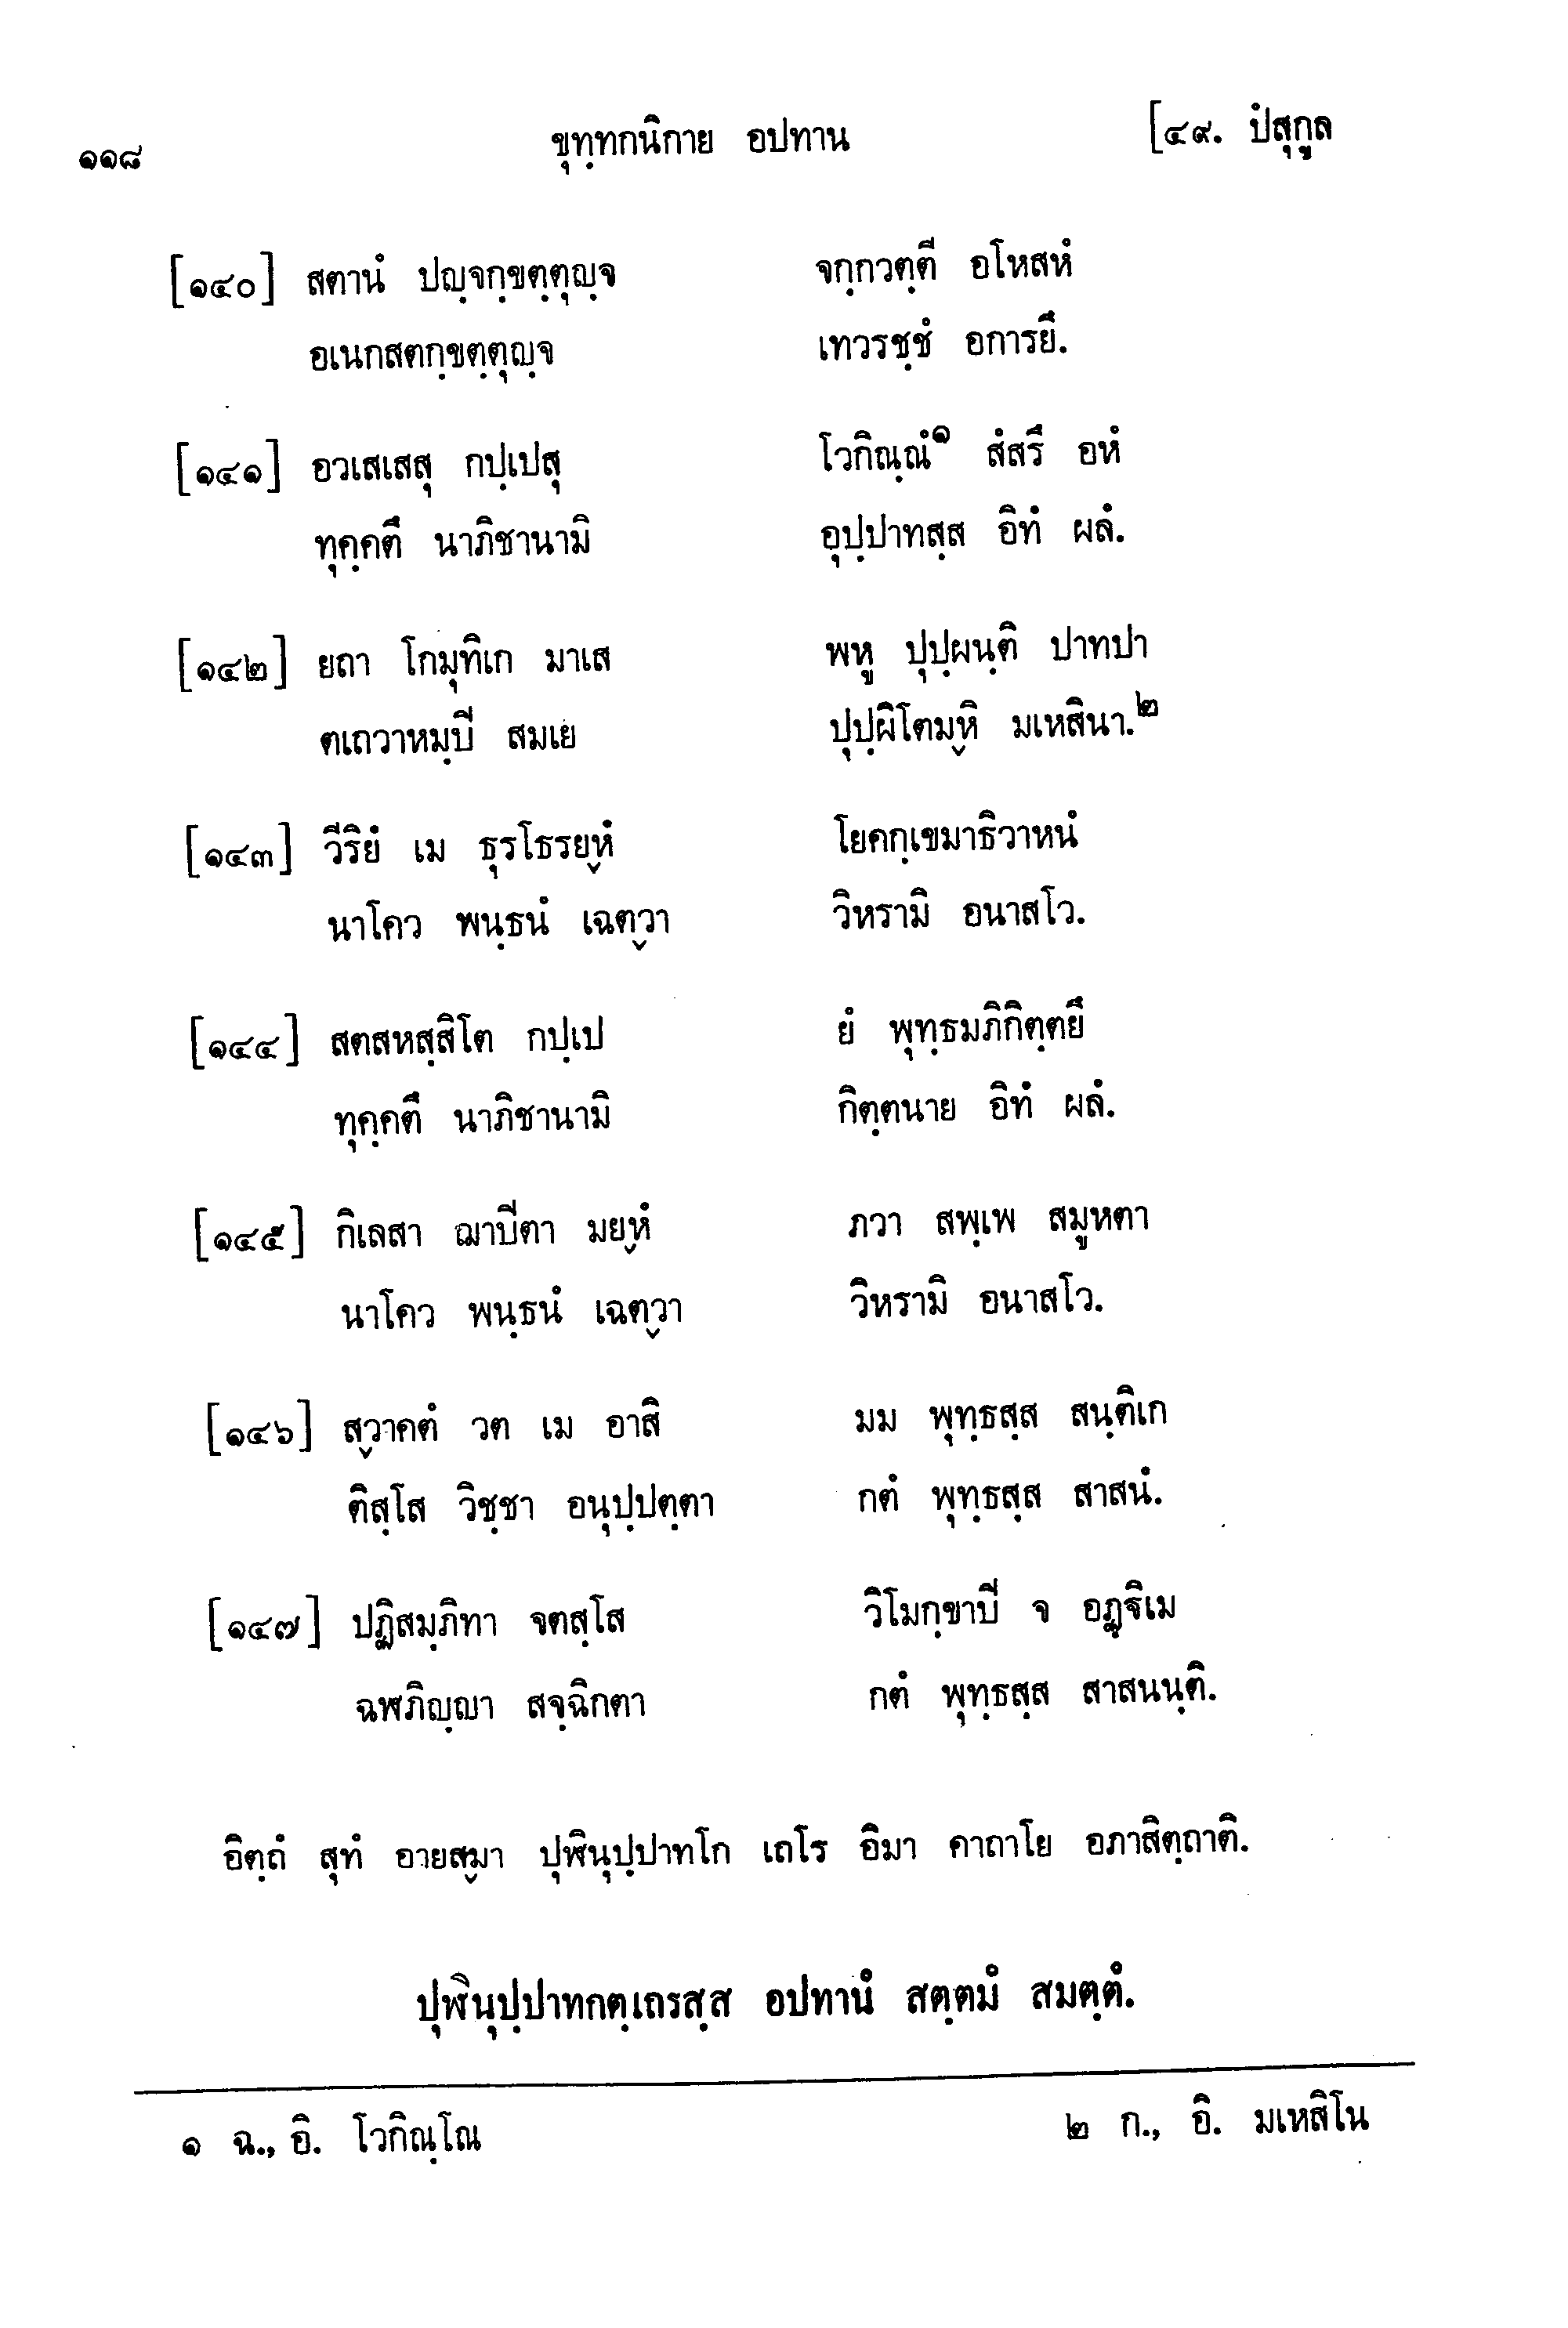 ๑๑๘ ขุทฺทกนิกาย อปทาน [๔๙. ปํสุกูล
[๑๔๐] สตานํ ปญฺจกฺขตฺตุญฺจ จกฺกวตฺตี อโหสหํ
อเนกสตกฺขตฺตุญฺจ เทวรชฺชํ อการยึ.
[๑๔๑] อวเสเสสุ กปฺเปสุ โวกิณฺณํ๑ สํสรึ อหํ
ทุคฺคตึ นาภิชานามิ อุปฺปาทสฺส อิทํ ผลํ.
[๑๔๒] ยถา โกมุทิเก มาเส พหู ปุปฺผนฺติ ปาทปา
ตเถวาหมฺปี สมเย ปุปฺผิโตมฺหิ มเหสินา.๒
[๑๔๓] วีริยํ เม ธุรโธรยฺหํ โยคกฺเขมาธิวาหนํ
นาโคว พนฺธนํ เฉตฺวา วิหรามิ อนาสโว.
[๑๔๔] สตสหสฺสิโต กปฺเป ยํ พุทฺธมภิกิตฺตยึ
ทุคฺคตึ นาภิชานามิ กิตฺตนาย อิทํ ผลํ.
[๑๔๕] กิเลสา ฌาปีตา มยฺหํ ภวา สพฺเพ สมูหตา
นาโคว พนฺธนํ เฉตฺวา วิหรามิ อนาสโว.
[๑๔๖] สฺวาคตํ วต เม อาสิ มม พุทฺธสฺส สนฺติเก
ติสฺโส วิชฺชา อนุปฺปตฺตา กตํ พุทฺธสฺส สาสนํ.
[๑๔๗] ปฏิสมฺภิทา จตสฺโส วิโมกฺขาปี จ อฏฺฐิเม
ฉฬภิญฺญา สจฺฉิกตา กตํ พุทฺธสฺส สาสนนฺติ.
อิตฺถํ สุทํ อายสฺมา ปุฬินุปฺปาทโก เถโร อิมา คาถาโย อภาสิตฺถาติ.
ปุฬินุปฺปาทกตฺเถรสฺส อปทานํ สตฺตมํ สมตฺตํ.
๑ ฉ., อิ. โวกิณฺโณ ๒ ก., อิ. มเหสิโน